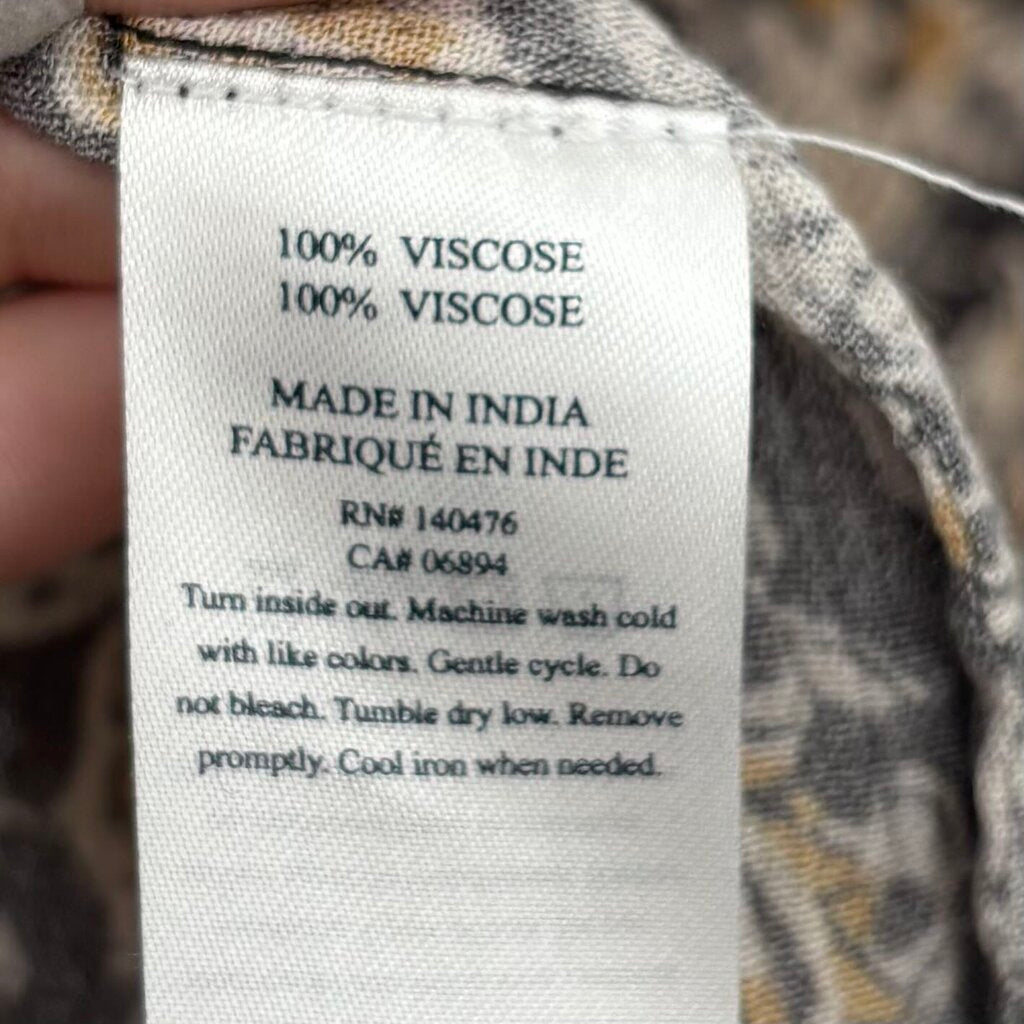 100% VISCOSE
100% VISCOSE
MADE IN INDIA
FABRIQUÉ EN INDE
RN# 140476
CA# 06894
Turn inside out. Machine wash cold
with like colors. Gentle cycle. Do
not bleach. Tumble dry low. Remove
promptly. Cool iron when needed.